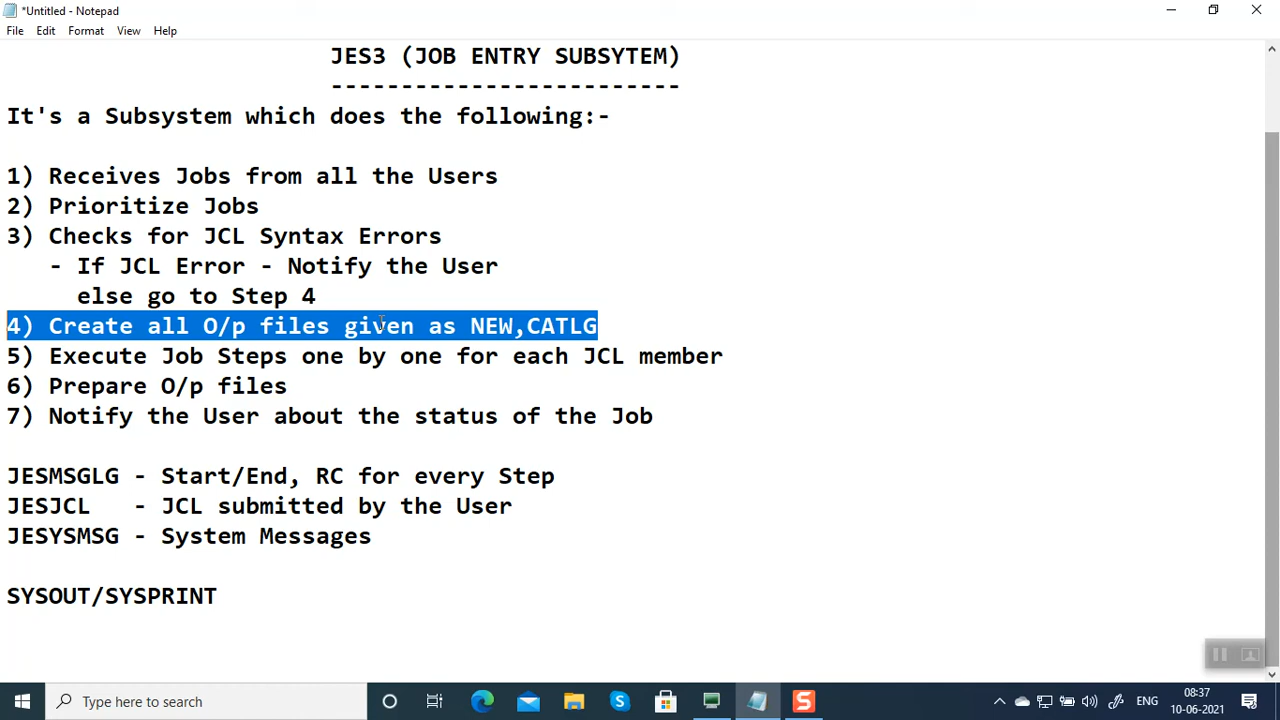 *Untitled - Notepad
File Edit Format View Help
JES3 (JOB ENTRY SUBSYTEM)
-------------------------
It's a Subsystem which does the following:-
1) Receives Jobs from all the Users
2) Prioritize Jobs
3) Checks for JCL Syntax Errors
- If JCL Error - Notify the User
else go to Step 4
4) Create all O/p files given as NEW,CATLG
5) Execute Job Steps one by one for each JCL member
6) Prepare O/p files
7) Notify the User about the status of the Job
JESMSGLG - Start/End, RC for every Step
JESJCL - JCL submitted by the User
JESYSMSG - System Messages
SYSOUT/SYSPRINT
Type here to search
ENG
08:37
10-06-2021